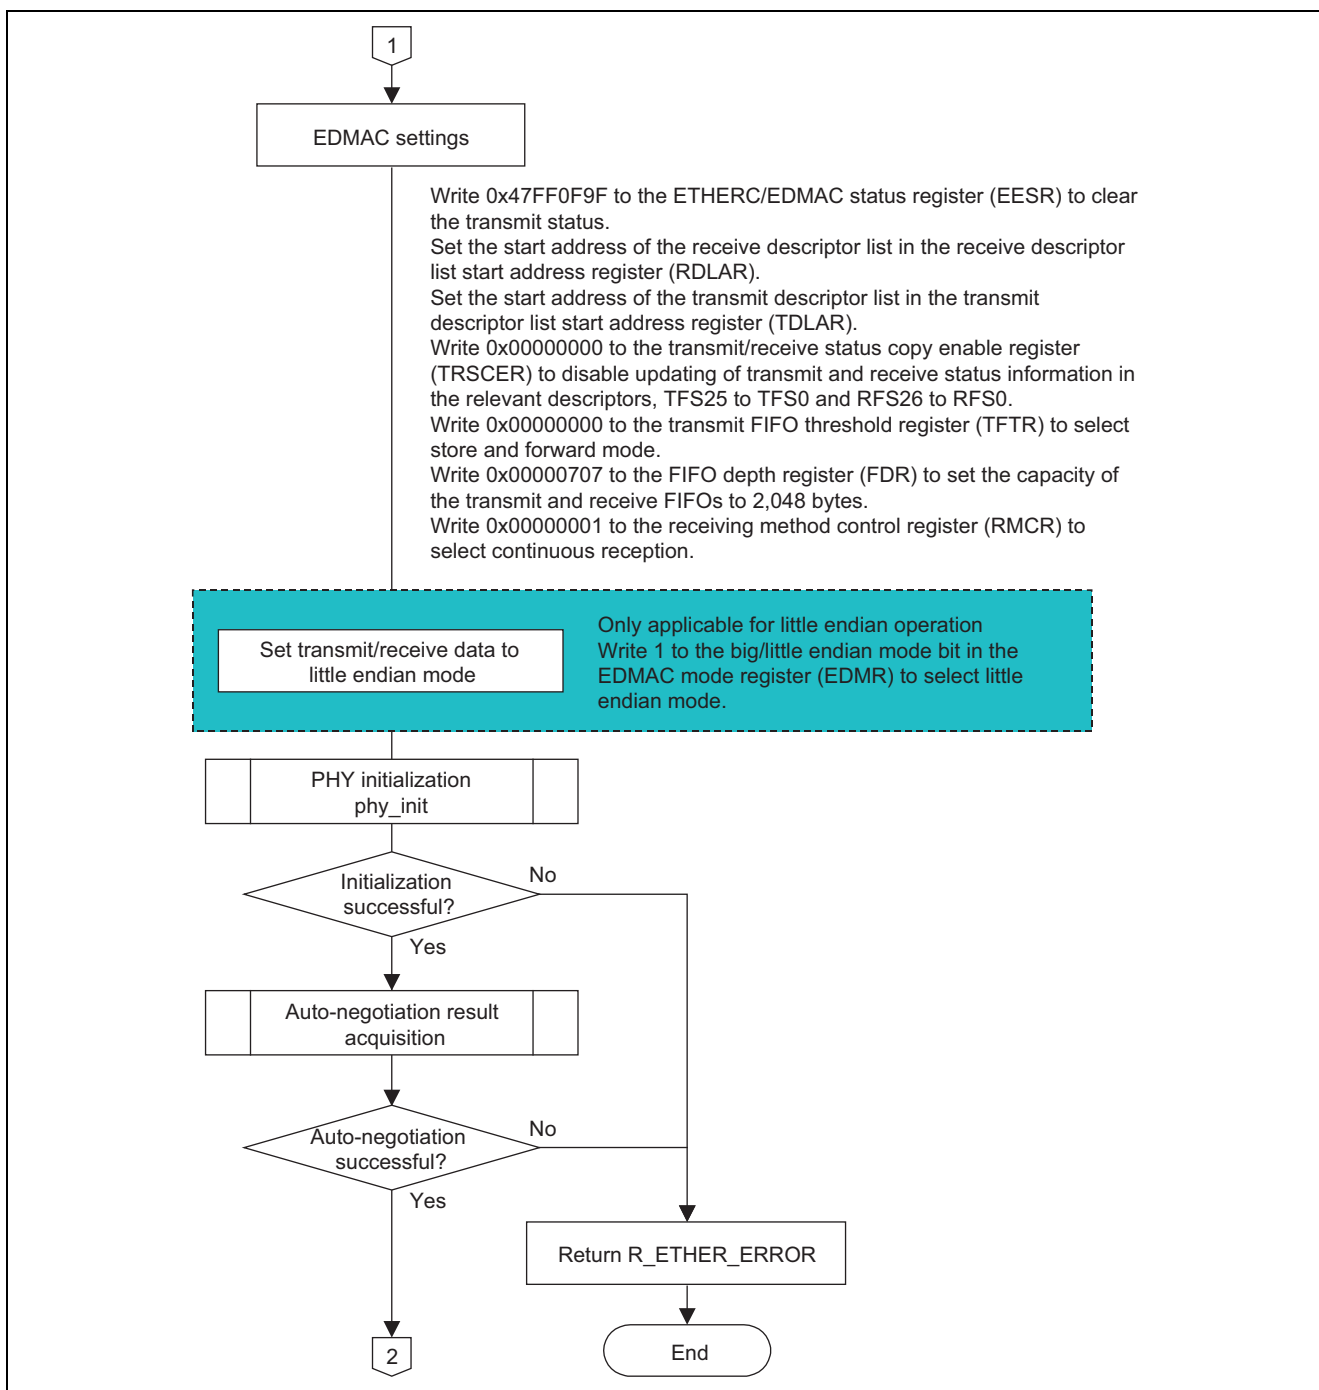 1
EDMAC settings
Write 0x47FF0F9F to the ETHERC/EDMAC status register (EESR) to clear
the transmit status.
Set the start address of the receive descriptor list in the receive descriptor
list start address register (RDLAR).
Set the start address of the transmit descriptor list in the transmit
descriptor list start address register (TDLAR).
Write 0x00000000 to the transmit/receive status copy enable register
(TRSCER) to disable updating of transmit and receive status information in
the relevant descriptors, TFS25 to TFS0 and RFS26 to RFS0.
Write 0x00000000 to the transmit FIFO threshold register (TFTR) to select
store and forward mode.
Write 0x00000707 to the FIFO depth register (FDR) to set the capacity of
the transmit and receive FIFOs to 2,048 bytes.
Write 0x00000001 to the receiving method control register (RMCR) to
select continuous reception.
Set transmit/receive data to
little endian mode
Only applicable for little endian operation
Write 1 to the big/little endian mode bit in the
EDMAC mode register (EDMR) to select little
endian mode.
PHY initialization
phy_init
Initialization
successful?
No
Yes
Auto-negotiation result
acquisition
Auto-negotiation
successful?
No
Yes
Return R_ETHER_ERROR
End
2